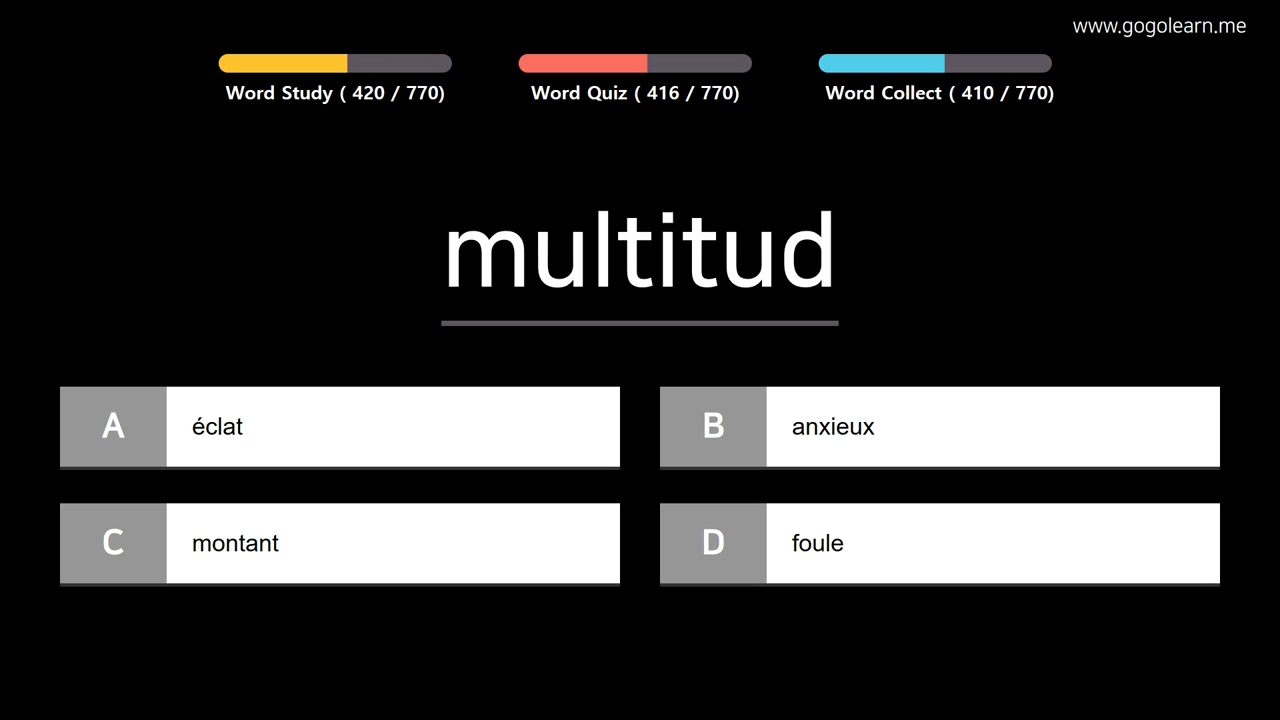 www.gogolearn.me
Word Study ( 420 / 770)
Word Quiz ( 416 / 770)
Word Collect ( 410 / 770)
multitud
A éclat
B anxieux
C montant
D foule